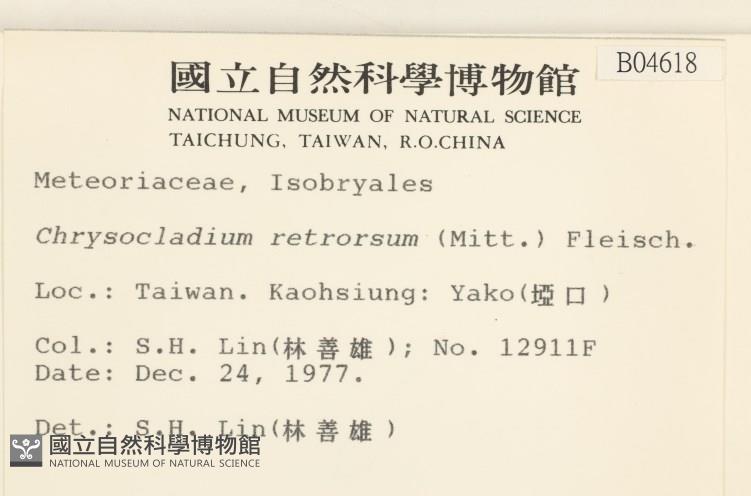 國立自然科學博物館
B04618
NATIONAL MUSEUM OF NATURAL SCIENCE
TAICHUNG, TAIWAN, R.O.CHINA
Meteoriaceae, Isobryales
Chrysocladium retrorsum (Mitt.) Fleisch.
Loc.: Taiwan. Kaohsiung: Yako(埡口)
Col.: S.H. Lin(林善雄); No. 12911F
Date: Dec. 24, 1977.
Det.: S.H. Lin(林善雄)
國立自然科學博物館
NATIONAL MUSEUM OF NATURAL SCIENCE